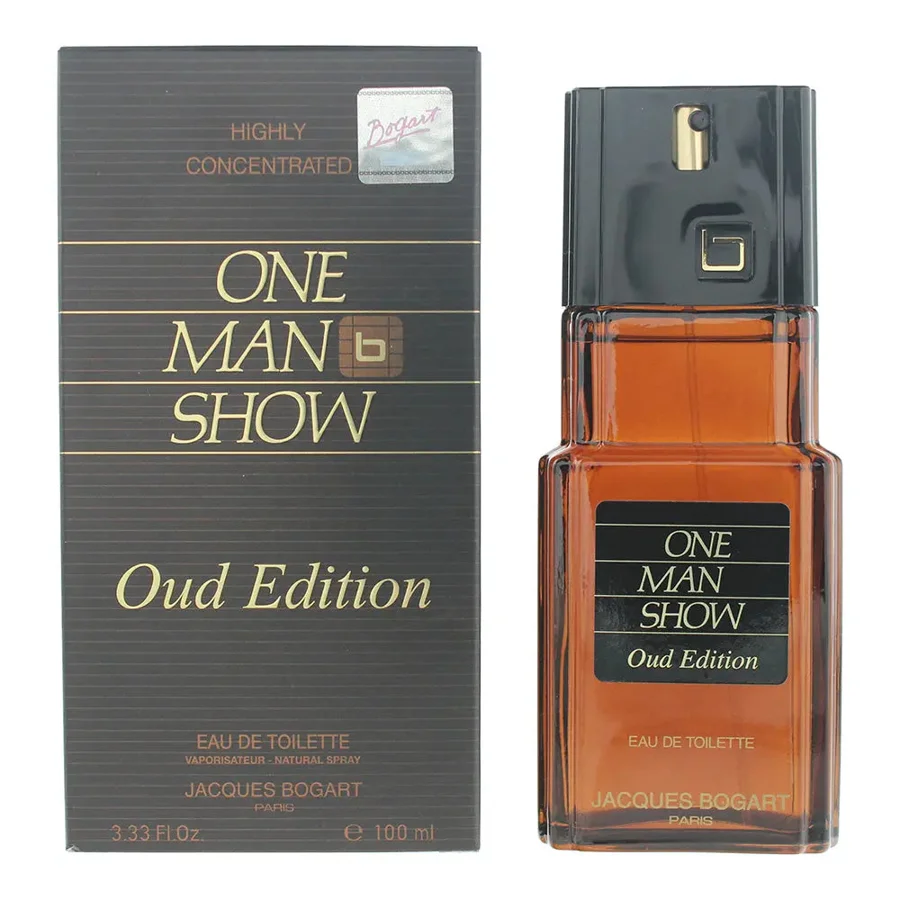 HIGHLY
CONCENTRATED
Bogart
ONE
MAN b
SHOW
Oud Edition
EAU DE TOILETTE
VAPORISATEUR - NATURAL SPRAY
JACQUES BOGART
PARIS
3.33 Fl.Oz. e 100 ml
b
ONE
MAN
SHOW
Oud Edition
EAU DE TOILETTE
JACQUES BOGART
PARIS